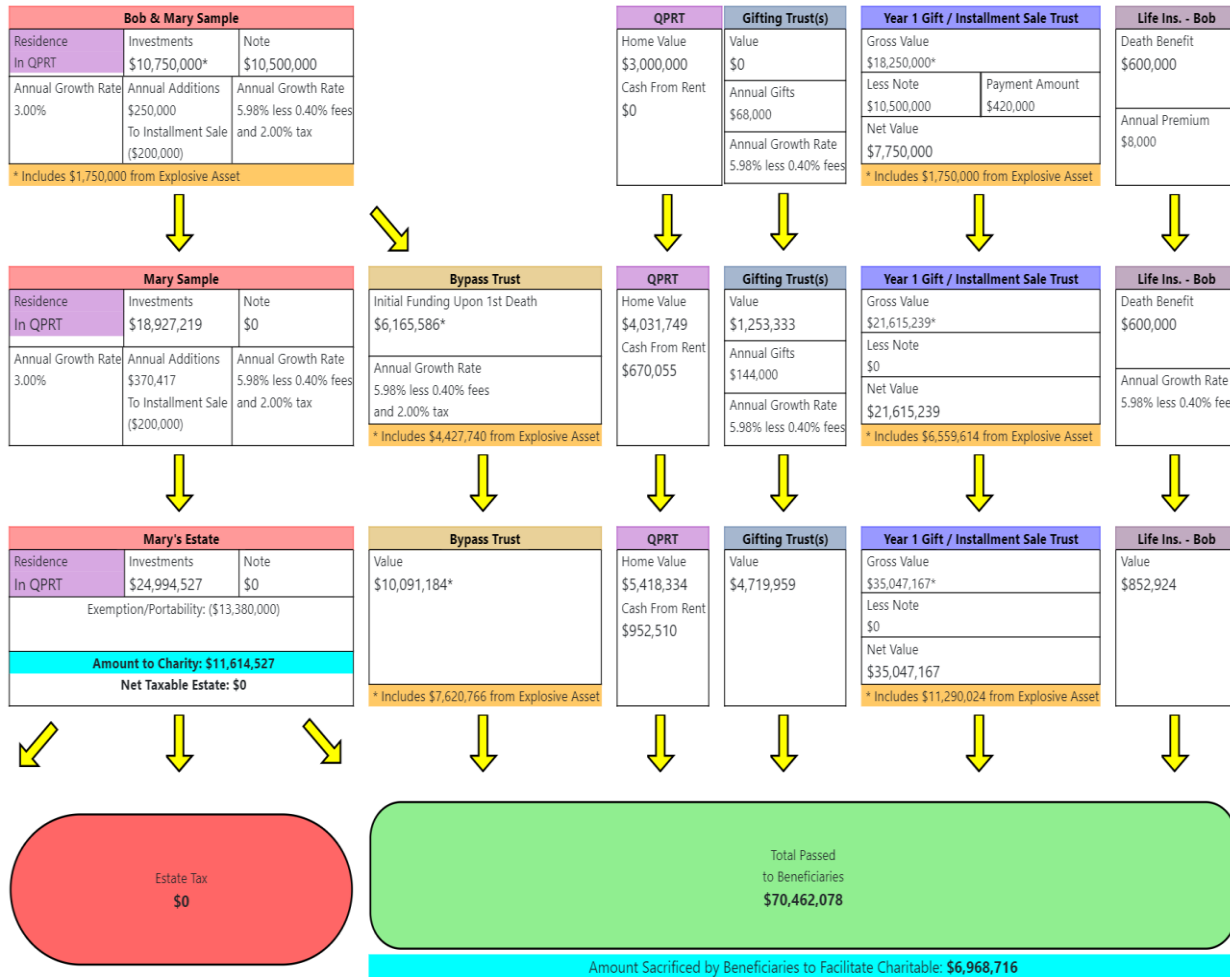 Bob & Mary Sample
Residence
In QPRT
Investments
$10,750,000*
Note
$10,500,000
Annual Growth Rate
3.00%
Annual Additions
$250,000
To Installment Sale
($200,000)
Annual Growth Rate
5.98% less 0.40% fees
and 2.00% tax
* Includes $1,750,000 from Explosive Asset
QPRT
Home Value
$3,000,000
Cash From Rent
$0
Gifting Trust(s)
Value
$0
Annual Gifts
$68,000
Annual Growth Rate
5.98% less 0.40% fees
Year 1 Gift / Installment Sale Trust
Gross Value
$18,250,000*
Less Note
$10,500,000
Payment Amount
$420,000
Net Value
$7,750,000
* Includes $1,750,000 from Explosive Asset
Life Ins. - Bob
Death Benefit
$600,000
Annual Premium
$8,000
Mary Sample
Residence
In QPRT
Investments
$18,927,219
Note
$0
Annual Growth Rate
3.00%
Annual Additions
$370,417
To Installment Sale
($200,000)
Annual Growth Rate
5.98% less 0.40% fees
and 2.00% tax
Bypass Trust
Initial Funding Upon 1st Death
$6,165,586*
Annual Growth Rate
5.98% less 0.40% fees
and 2.00% tax
* Includes $4,427,740 from Explosive Asset
QPRT
Home Value
$4,031,749
Cash From Rent
$670,055
Gifting Trust(s)
Value
$1,253,333
Annual Gifts
$144,000
Annual Growth Rate
5.98% less 0.40% fees
Year 1 Gift / Installment Sale Trust
Gross Value
$21,615,239*
Less Note
$0
Net Value
$21,615,239
* Includes $6,559,614 from Explosive Asset
Life Ins. - Bob
Death Benefit
$600,000
Annual Growth Rate
5.98% less 0.40% fee
Mary's Estate
Residence
In QPRT
Investments
$24,994,527
Note
$0
Exemption/Portability: ($13,380,000)
Amount to Charity: $11,614,527
Net Taxable Estate: $0
Bypass Trust
Value
$10,091,184*
* Includes $7,620,766 from Explosive Asset
QPRT
Home Value
$5,418,334
Cash From Rent
$952,510
Gifting Trust(s)
Value
$4,719,959
Year 1 Gift / Installment Sale Trust
Gross Value
$35,047,167*
Less Note
$0
Net Value
$35,047,167
* Includes $11,290,024 from Explosive Asset
Life Ins. - Bob
Value
$852,924
Estate Tax
$0
Total Passed
to Beneficiaries
$70,462,078
Amount Sacrificed by Beneficiaries to Facilitate Charitable: $6,968,716